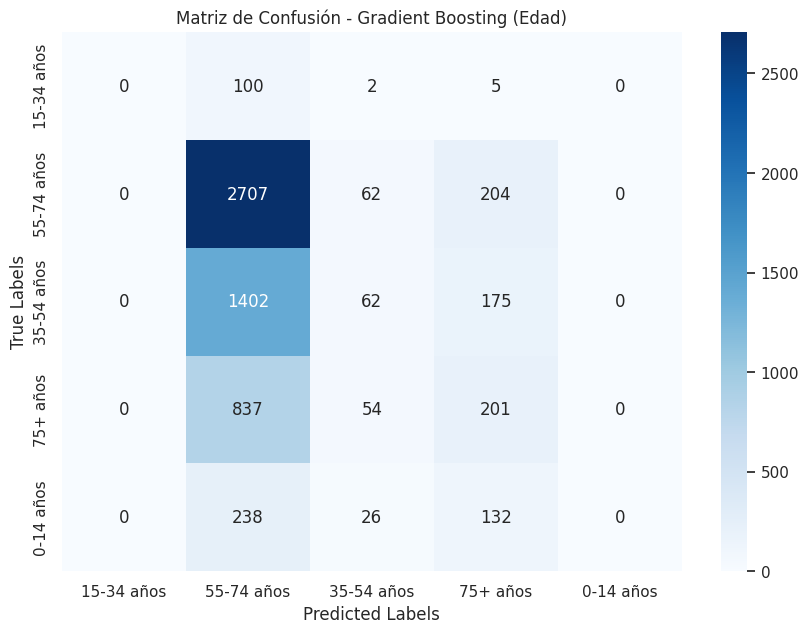 Matriz de Confusión - Gradient Boosting (Edad)
True Labels
15-34 años
0 100 2 5 0
55-74 años
0 2707 62 204 0
35-54 años
0 1402 62 175 0
75+ años
0 837 54 201 0
0-14 años
0 238 26 132 0
15-34 años 55-74 años 35-54 años 75+ años 0-14 años
Predicted Labels
2500
2000
1500
1000
500
0